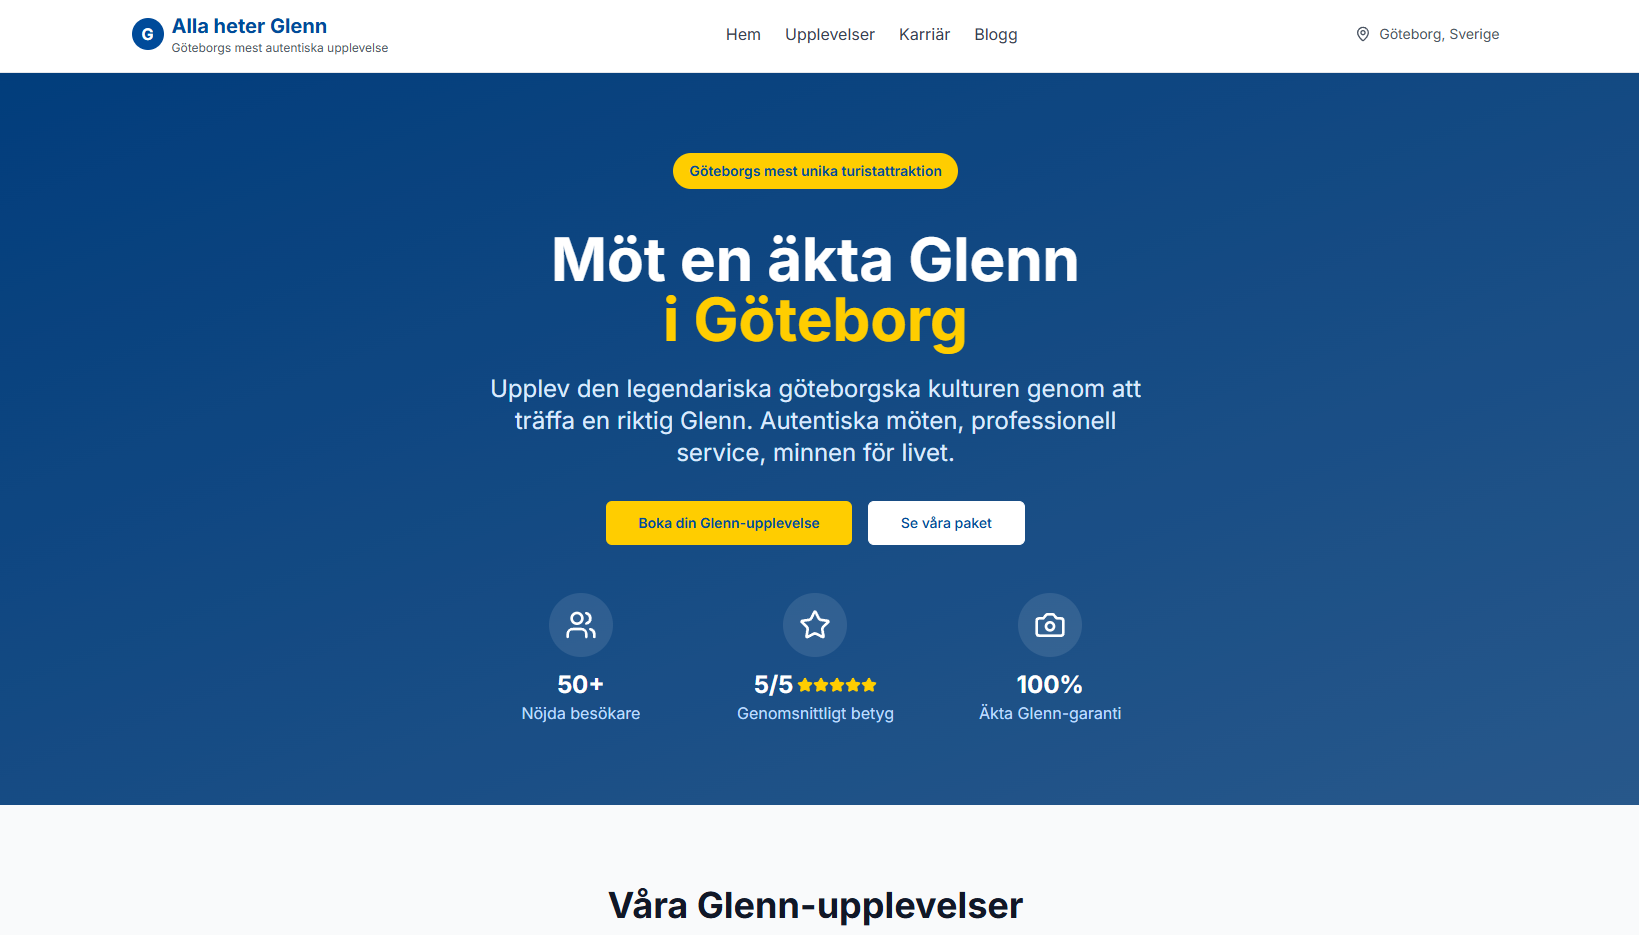 G
Alla heter Glenn
Göteborgs mest autentiska upplevelse
Hem
Upplevelser
Karriär
Blogg
Göteborg, Sverige
Göteborgs mest unika turistattraktion
Möt en äkta Glenn
i Göteborg
Upplev den legendariska göteborgska kulturen genom att
träffa en riktig Glenn. Autentiska möten, professionell
service, minnen för livet.
Boka din Glenn-upplevelse
Se våra paket
50+
Nöjda besökare
5/5
Genomsnittligt betyg
100%
Äkta Glenn-garanti
Våra Glenn-upplevelser